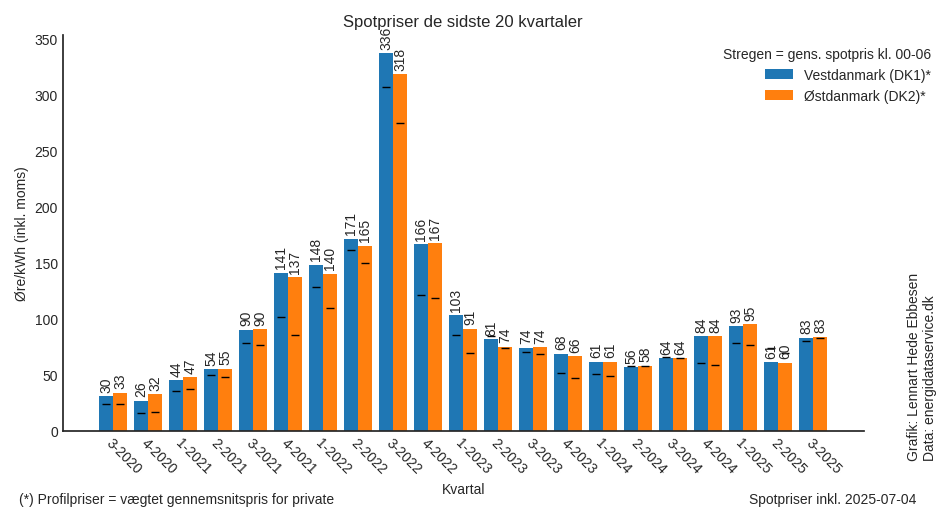 Spotpriser de sidste 20 kvartaler
Stregen = gens. spotpris kl. 00-06
Vestdanmark (DK1)*
Østdanmark (DK2)*
Øre/kWh (inkl. moms)
350
300
250
200
150
100
50
0
30 33 26 32 44 47 54 55 90 90 141 137 148 140 171 165 336 318 166 167 103 91 81 74 74 74 68 66 61 61 56 58 64 64 84 84 93 95 61 60 83 83
3-2020 4-2020 1-2021 2-2021 3-2021 4-2021 1-2022 2-2022 3-2022 4-2022 1-2023 2-2023 3-2023 4-2023 1-2024 2-2024 3-2024 4-2024 1-2025 2-2025 3-2025
Kvartal
Grafik: Lennart Hede Ebbesen
Data: energidataservice.dk
(*) Profilpriser = vægtet gennemsnitspris for private
Spotpriser inkl. 2025-07-04